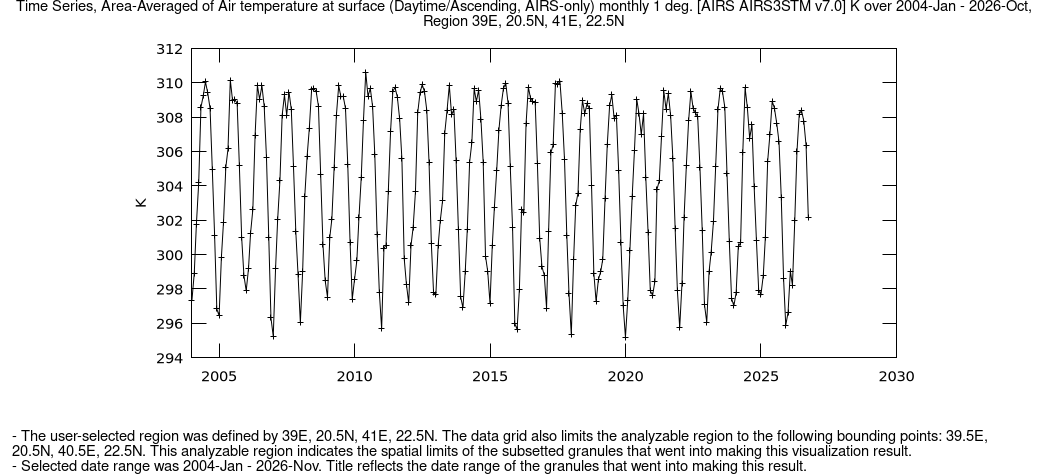 Time Series, Area-Averaged of Air temperature at surface (Daytime/Ascending, AIRS-only) monthly 1 deg. [AIRS AIRS3STM v7.0] K over 2004-Jan - 2026-Oct,
Region 39E, 20.5N, 41E, 22.5N
312
310
308
306
304
K
302
300
298
296
294
2005
2010
2015
2020
2025
2030
- The user-selected region was defined by 39E, 20.5N, 41E, 22.5N. The data grid also limits the analyzable region to the following bounding points: 39.5E,
20.5N, 40.5E, 22.5N. This analyzable region indicates the spatial limits of the subsetted granules that went into making this visualization result.
- Selected date range was 2004-Jan - 2026-Nov. Title reflects the date range of the granules that went into making this result.